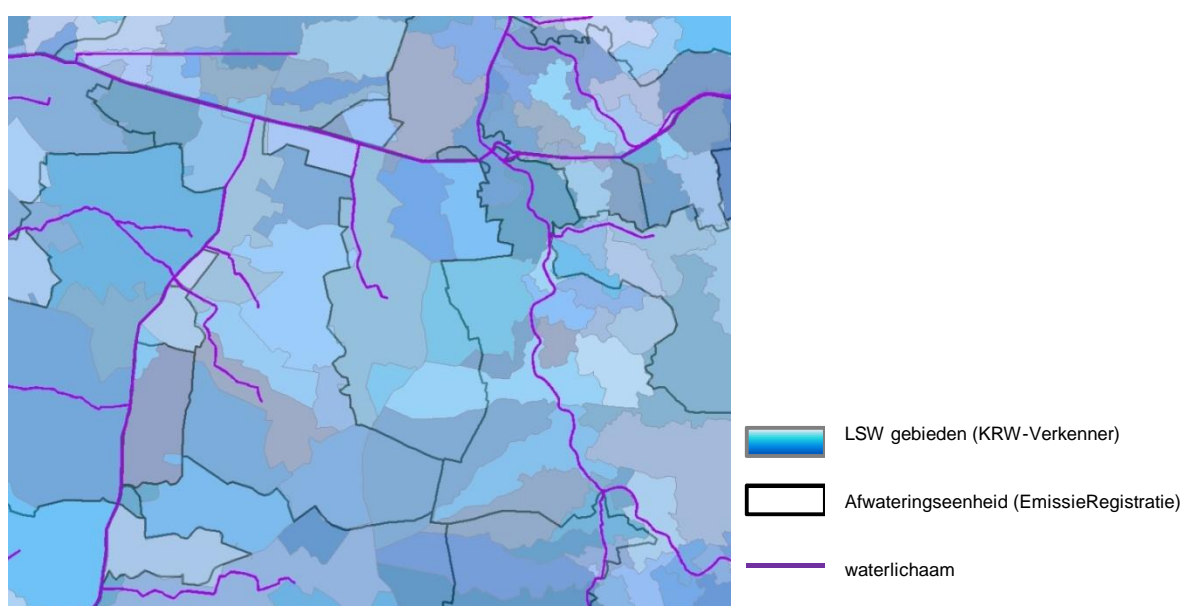 LSW gebieden (KRW-Verkenner)
Afwateringseenheid (EmissieRegistratie)
waterlichaam